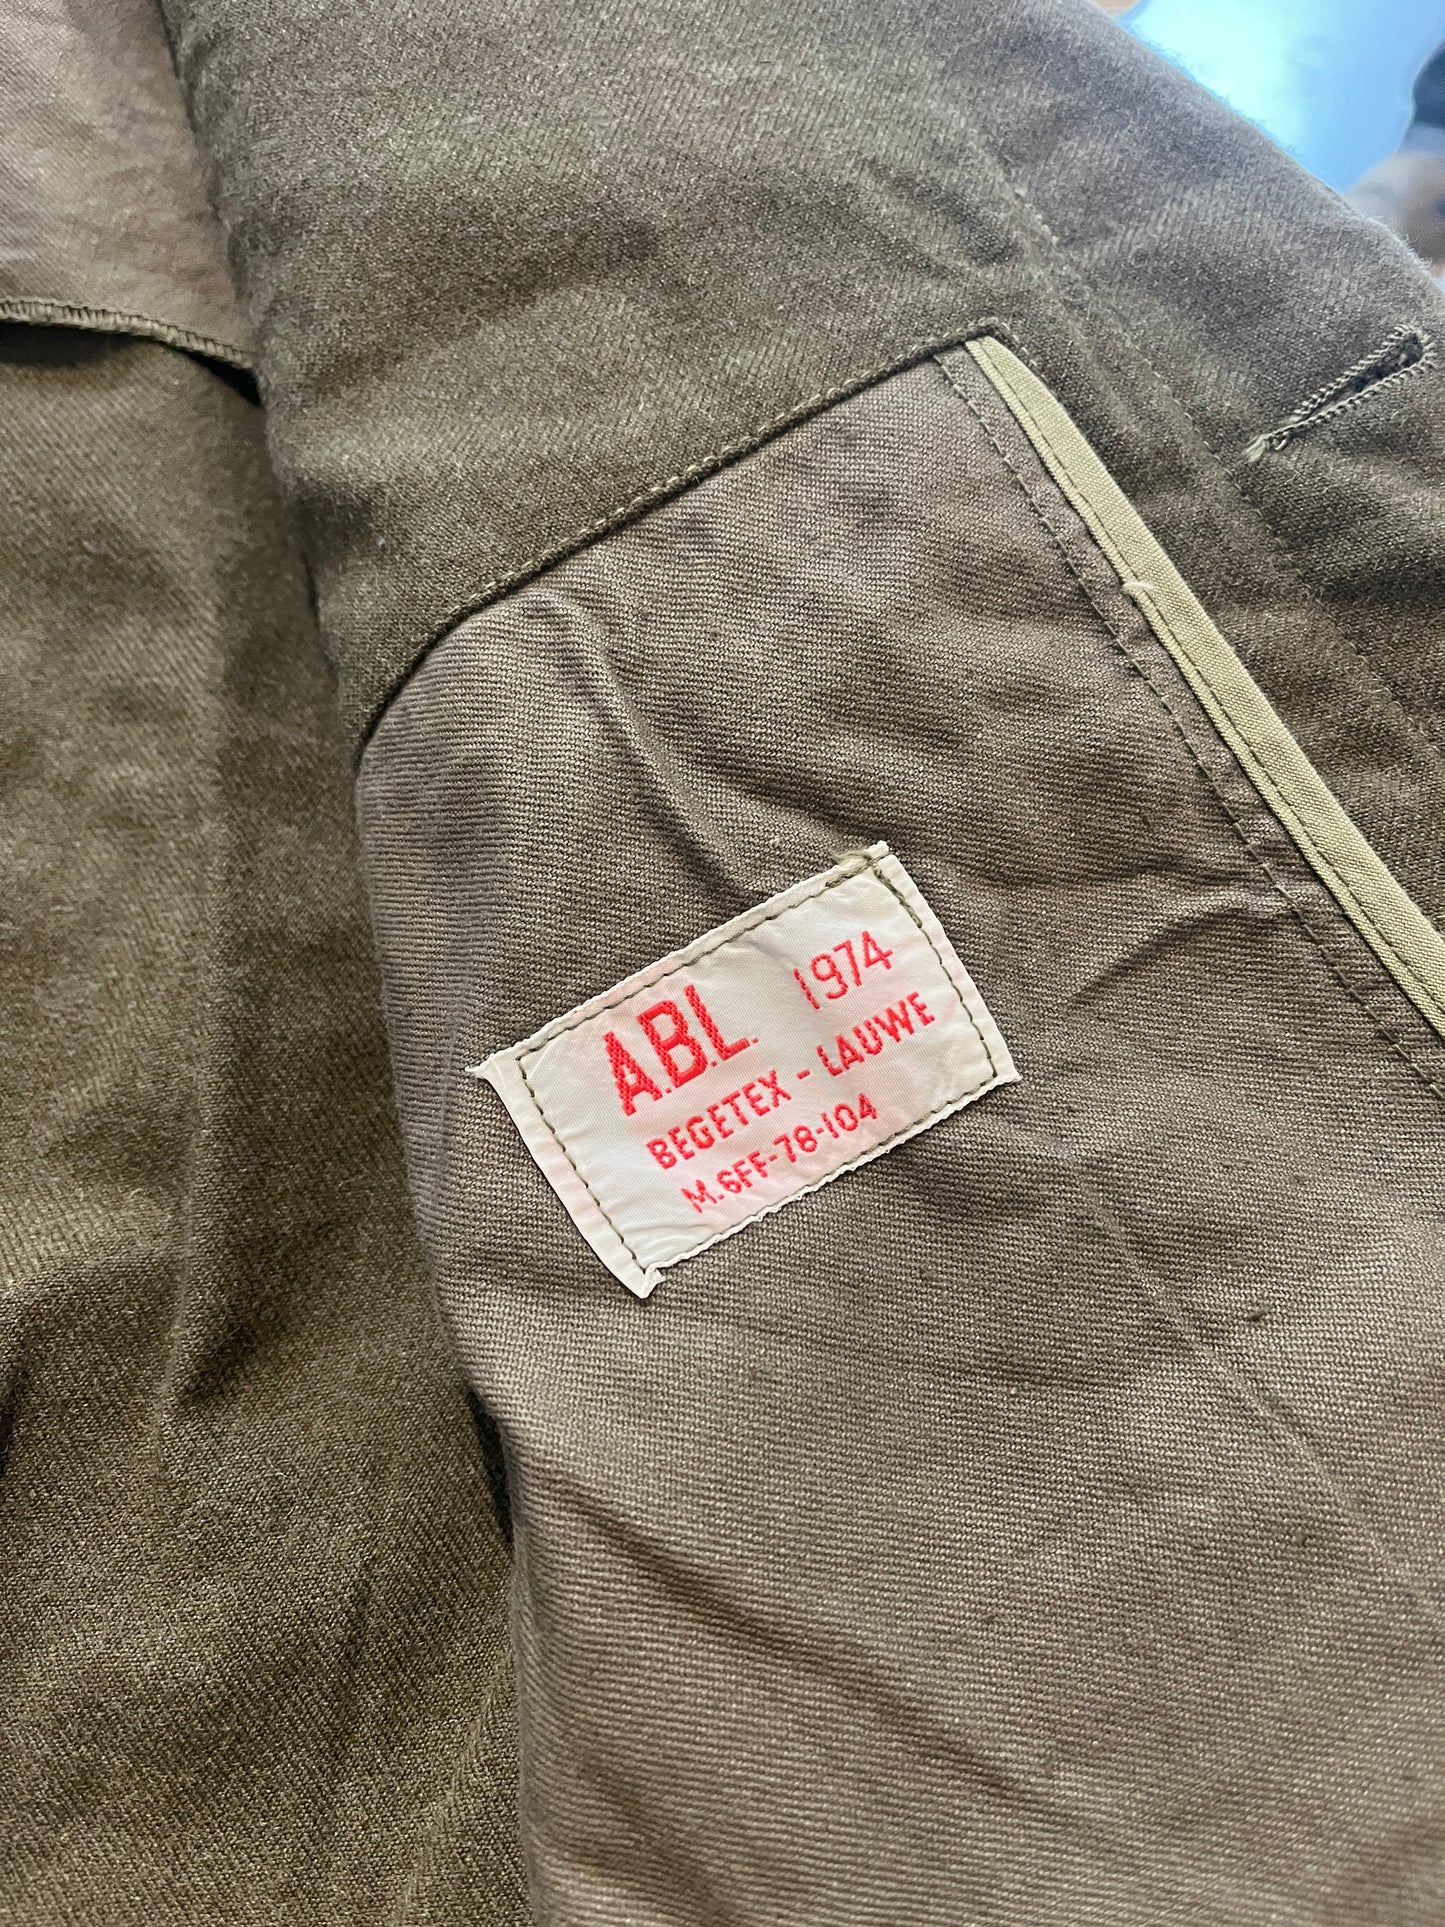 A.B.L. 1974
BEGETEX - LAUWE
M.6FF-78-104